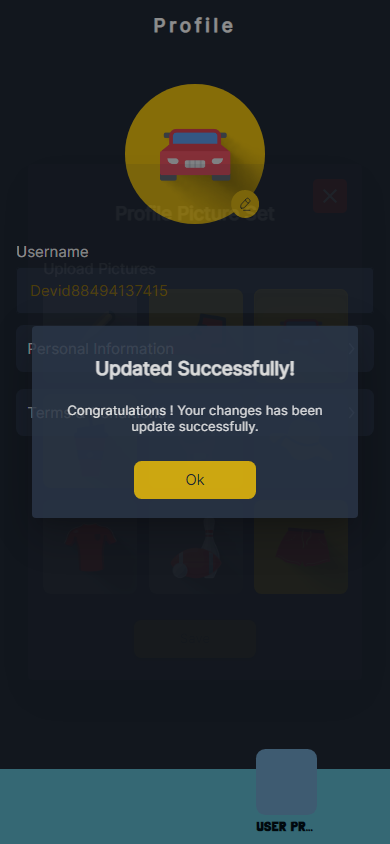 Profile
Profile Picture Set
Username
Upload Pictures
Devid88494137415
Personal Information
Updated Successfully!
Congratulations ! Your changes has been
update successfully.
Ok
USER PR...